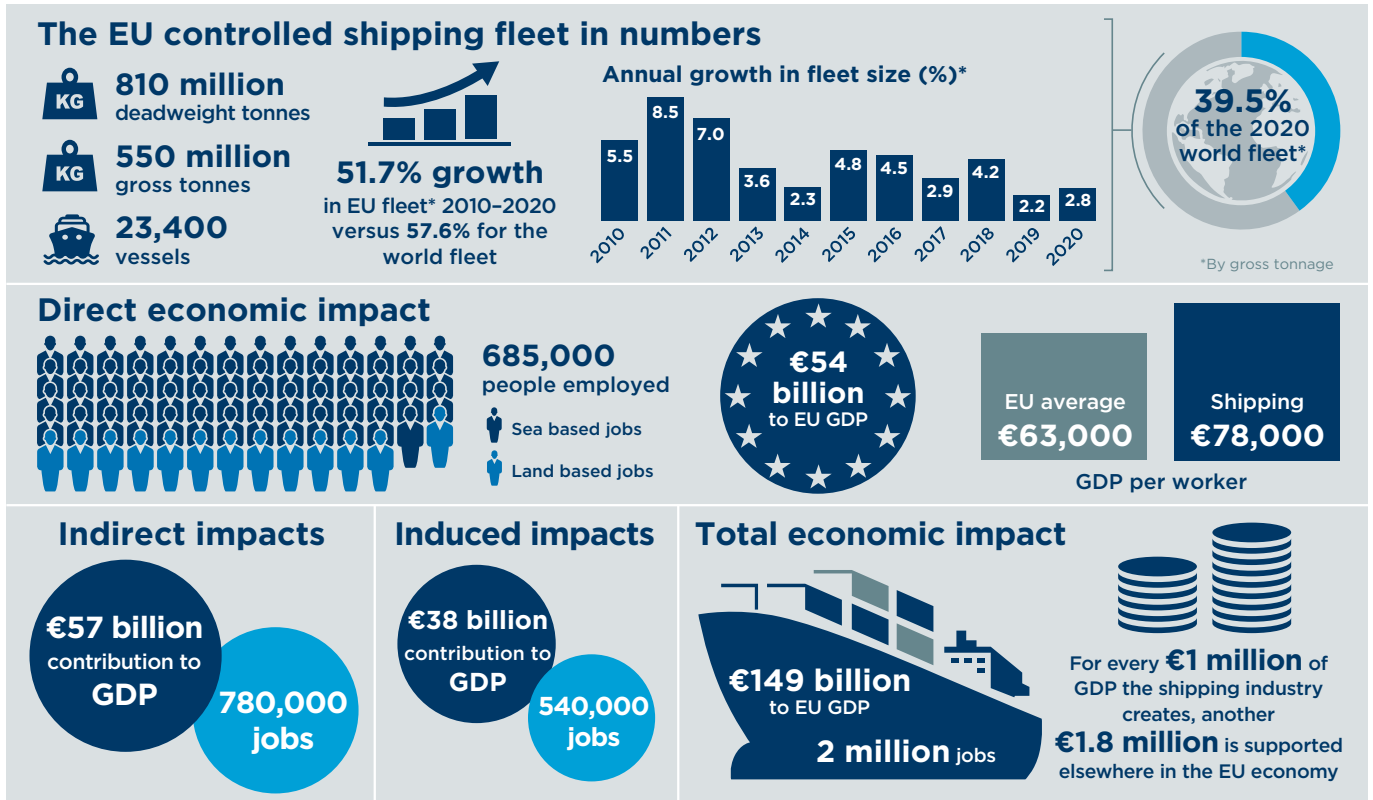 The EU controlled shipping fleet in numbers
KG
810 million
deadweight tonnes
KG
550 million
gross tonnes
23,400
vessels
51.7% growth
in EU fleet* 2010–2020
versus 57.6% for the
world fleet
Annual growth in fleet size (%)*
5.5
8.5
7.0
3.6
2.3
4.8
4.5
2.9
4.2
2.2
2.8
2010
2011
2012
2013
2014
2015
2016
2017
2018
2019
2020
39.5%
of the 2020
world fleet*
*By gross tonnage
Direct economic impact
685,000
people employed
Sea based jobs
Land based jobs
€54
billion
to EU GDP
EU average
€63,000
Shipping
€78,000
GDP per worker
Indirect impacts
€57 billion
contribution to
GDP
780,000
jobs
Induced impacts
€38 billion
contribution to
GDP
540,000
jobs
Total economic impact
€149 billion
to EU GDP
2 million jobs
For every €1 million of
GDP the shipping industry
creates, another
€1.8 million is supported
elsewhere in the EU economy